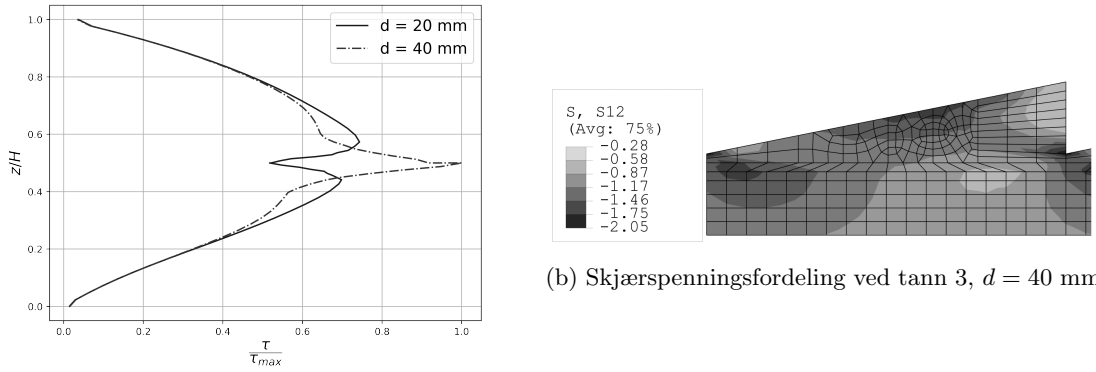 d = 20 mm
d = 40 mm
z/H
1.0
0.8
0.6
0.4
0.2
0.0
0.0 0.2 0.4 0.6 0.8 1.0
τ
τmax
S, S12
(Avg: 75%)
-0.28
-0.58
-0.87
-1.17
-1.46
-1.75
-2.05
(b) Skjærspenningsfordeling ved tann 3, d = 40 mm